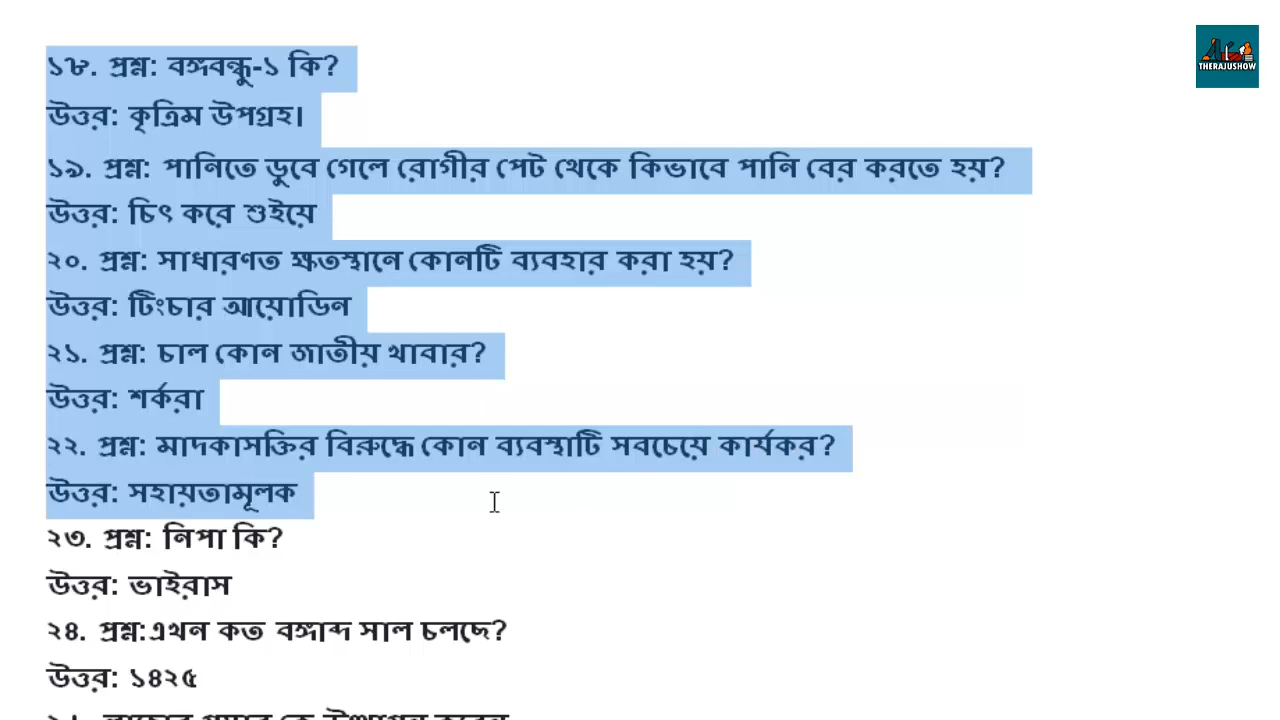 THERAJUSHOW
১৮. প্রশ্ন: বঙ্গবন্ধু-১ কি?
উত্তর: কৃত্রিম উপগ্রহ।
১৯. প্রশ্ন: পানিতে ডুবে গেলে রোগীর পেট থেকে কিভাবে পানি বের করতে হয়?
উত্তর: চিৎ করে শুইয়ে
২০. প্রশ্ন: সাধারণত ক্ষতস্থানে কোনটি ব্যবহার করা হয়?
উত্তর: টিংচার আয়োডিন
২১. প্রশ্ন: চাল কোন জাতীয় খাবার?
উত্তর: শর্করা
২২. প্রশ্ন: মাদকাসক্তির বিরুদ্ধে কোন ব্যবস্থাটি সবচেয়ে কার্যকর?
উত্তর: সহায়তামূলক
২৩. প্রশ্ন: নিপা কি?
উত্তর: ভাইরাস
২৪. প্রশ্ন:এখন কত বঙ্গাব্দ সাল চলছে?
উত্তর: ১৪২৫